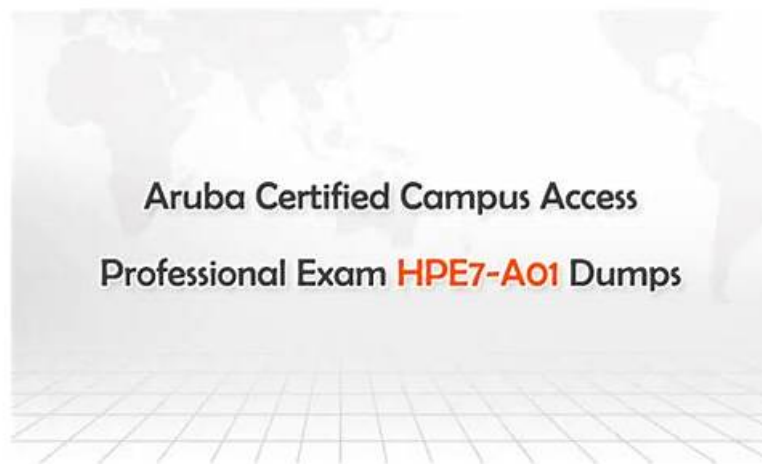 Aruba Certified Campus Access
Professional Exam HPE7-A01 Dumps